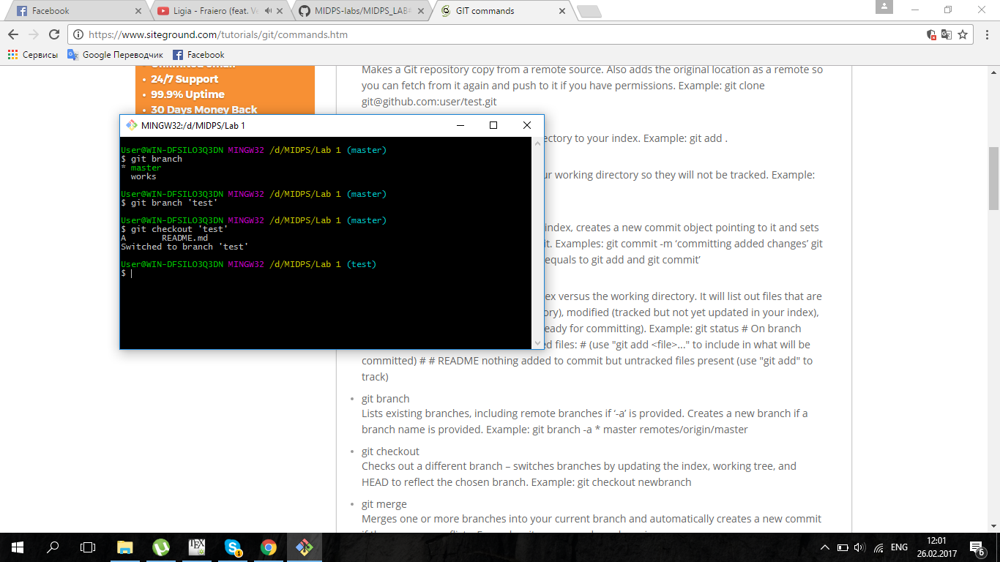 Facebook
Ligia - Fraiero (feat. Ve
MIDPS-labs/MIDPS_LAB
GIT commands
https://www.siteground.com/tutorials/git/commands.htm
Сервисы
Google Переводчик
Facebook
24/7 Support
99.9% Uptime
30 Days Money Back
Makes a Git repository copy from a remote source. Also adds the original location as a remote so
you can fetch from it again and push to it if you have permissions. Example: git clone
git@github.com:user/test.git
ectory to your index. Example: git add .
ur working directory so they will not be tracked. Example:
index, creates a new commit object pointing to it and sets
it. Examples: git commit -m ‘committing added changes’ git
equals to git add and git commit’
ex versus the working directory. It will list out files that are
ory), modified (tracked but not yet updated in your index),
eady for committing). Example: git status # On branch
ed files: # (use "git add <file>..." to include in what will be
committed) # # README nothing added to commit but untracked files present (use "git add" to
track)
• git branch
Lists existing branches, including remote branches if ‘-a’ is provided. Creates a new branch if a
branch name is provided. Example: git branch -a * master remotes/origin/master
• git checkout
Checks out a different branch – switches branches by updating the index, working tree, and
HEAD to reflect the chosen branch. Example: git checkout newbranch
• git merge
Merges one or more branches into your current branch and automatically creates a new commit
MINGW32:/d/MIDPS/Lab 1
User@WIN-DFSILO3Q3DN MINGW32 /d/MIDPS/Lab 1 (master)
$ git branch
* master
works
User@WIN-DFSILO3Q3DN MINGW32 /d/MIDPS/Lab 1 (master)
$ git branch 'test'
User@WIN-DFSILO3Q3DN MINGW32 /d/MIDPS/Lab 1 (master)
$ git checkout 'test'
A README.md
Switched to branch 'test'
User@WIN-DFSILO3Q3DN MINGW32 /d/MIDPS/Lab 1 (test)
$
TEX
1
ENG
12:01
26.02.2017
6